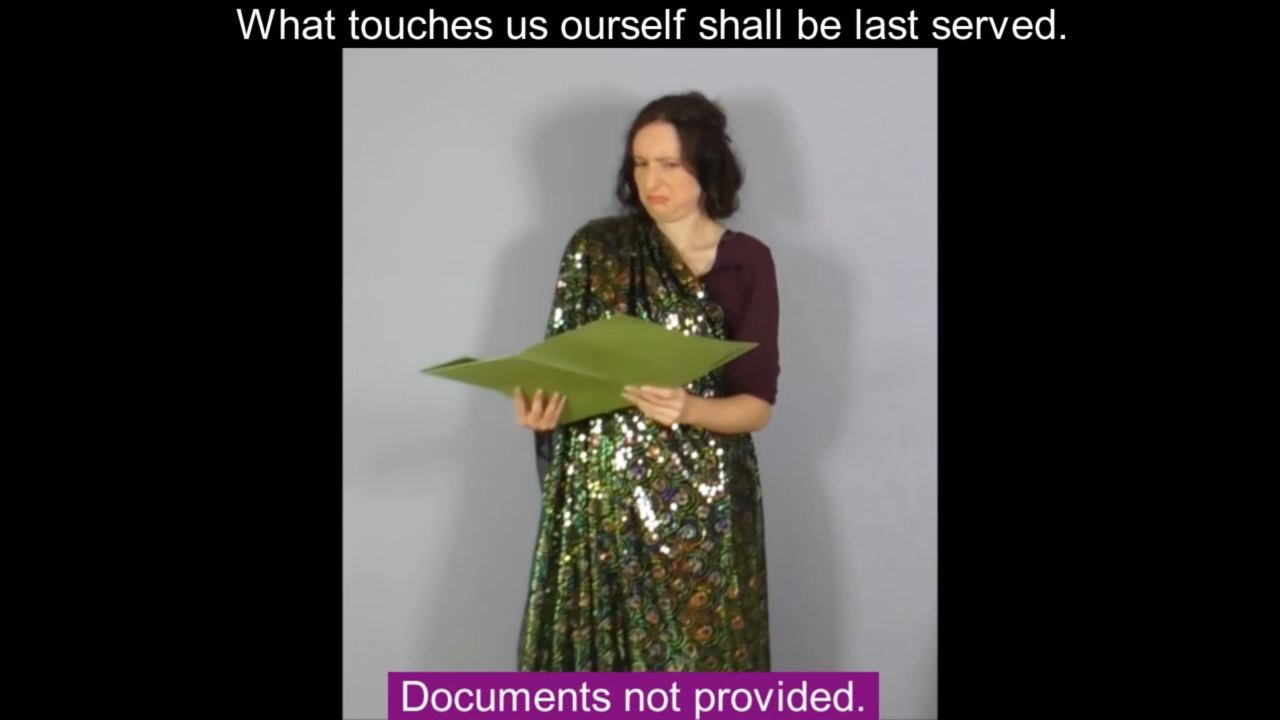 What touches us ourself shall be last served.
Documents not provided.